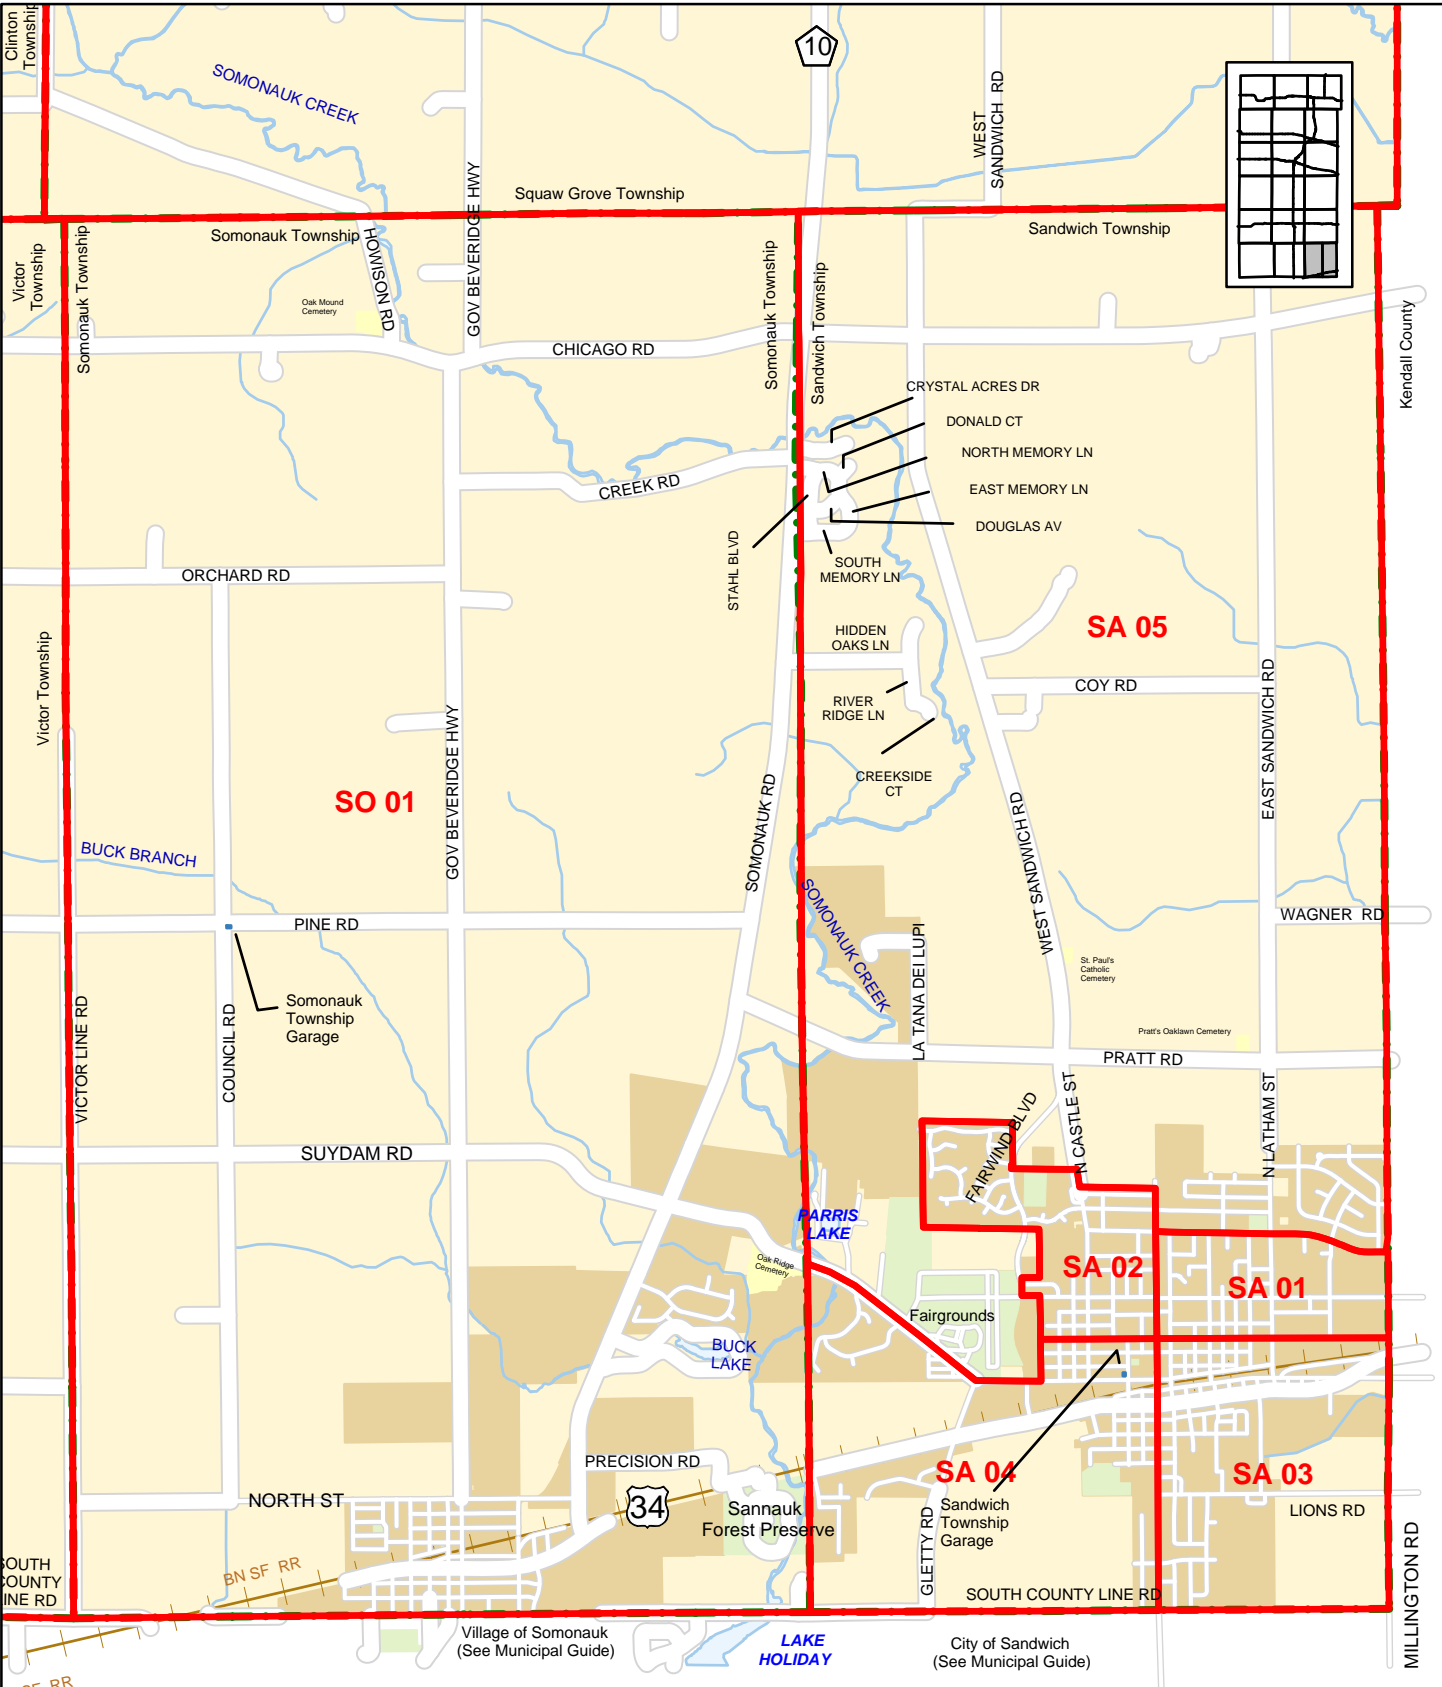 Clinton
Township
SOMONAUK CREEK
10
WEST
SANDWICH RD
Squaw Grove Township
Somonauk Township
Sandwich Township
Victor
Township
Somonauk Township
HOWISON RD
GOV BEVERIDGE HWY
Somonauk Township
Sandwich Township
Kendall County
Oak Mound
Cemetery
CHICAGO RD
CRYSTAL ACRES DR
DONALD CT
NORTH MEMORY LN
EAST MEMORY LN
DOUGLAS AV
CREEK RD
STAHL BLVD
SOUTH
MEMORY LN
ORCHARD RD
SA 05
HIDDEN
OAKS LN
Victor Township
COY RD
RIVER
RIDGE LN
EAST SANDWICH RD
GOV BEVERIDGE HWY
CREEKSIDE
CT
SO 01
SOMONAUK RD
WEST SANDWICH RD
BUCK BRANCH
SOMONAUK CREEK
PINE RD
WAGNER RD
LA TANA DEI LUPI
St. Paul's
Catholic
Cemetery
Somonauk
Township
Garage
VICTOR LINE RD
COUNCIL RD
Pratt's Oaklawn Cemetery
PRATT RD
FAIRWIND BLVD
N CASTLE ST
N LATHAM ST
SUYDAM RD
PARRIS
LAKE
Oak Ridge
Cemetery
SA 02
SA 01
Fairgrounds
BUCK
LAKE
PRECISION RD
SA 04
SA 03
NORTH ST
34
Sannauk
Forest Preserve
Sandwich
Township
Garage
LIONS RD
GLETTY RD
BN SF RR
SOUTH
COUNTY
LINE RD
SOUTH COUNTY LINE RD
MILLINGTON RD
Village of Somonauk
(See Municipal Guide)
LAKE
HOLIDAY
City of Sandwich
(See Municipal Guide)
SF RR